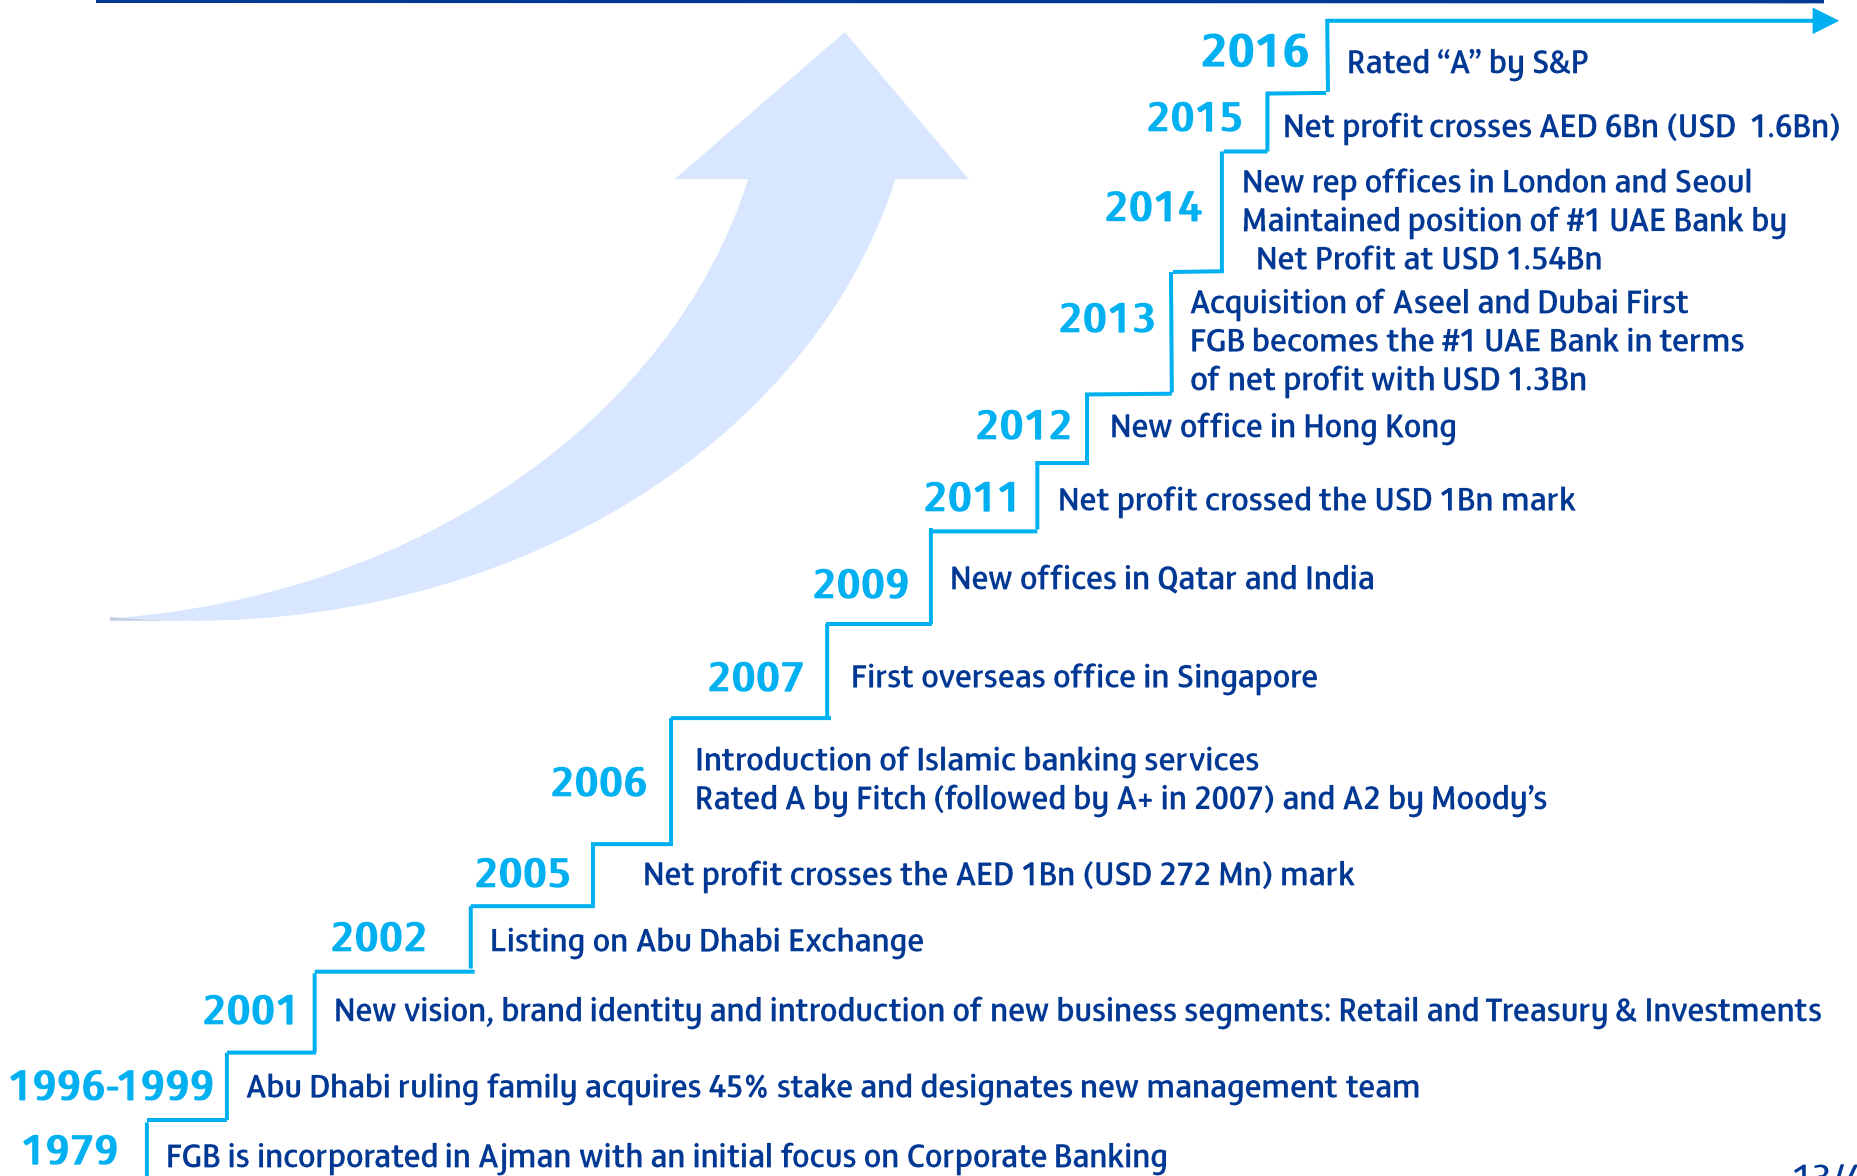 2016
Rated “A” by S&P
2015
Net profit crosses AED 6Bn (USD 1.6Bn)
2014
New rep offices in London and Seoul
Maintained position of #1 UAE Bank by
Net Profit at USD 1.54Bn
2013
Acquisition of Aseel and Dubai First
FGB becomes the #1 UAE Bank in terms
of net profit with USD 1.3Bn
2012
New office in Hong Kong
2011
Net profit crossed the USD 1Bn mark
2009
New offices in Qatar and India
2007
First overseas office in Singapore
2006
Introduction of Islamic banking services
Rated A by Fitch (followed by A+ in 2007) and A2 by Moody’s
2005
Net profit crosses the AED 1Bn (USD 272 Mn) mark
2002
Listing on Abu Dhabi Exchange
2001
New vision, brand identity and introduction of new business segments: Retail and Treasury & Investments
1996-1999
Abu Dhabi ruling family acquires 45% stake and designates new management team
1979
FGB is incorporated in Ajman with an initial focus on Corporate Banking